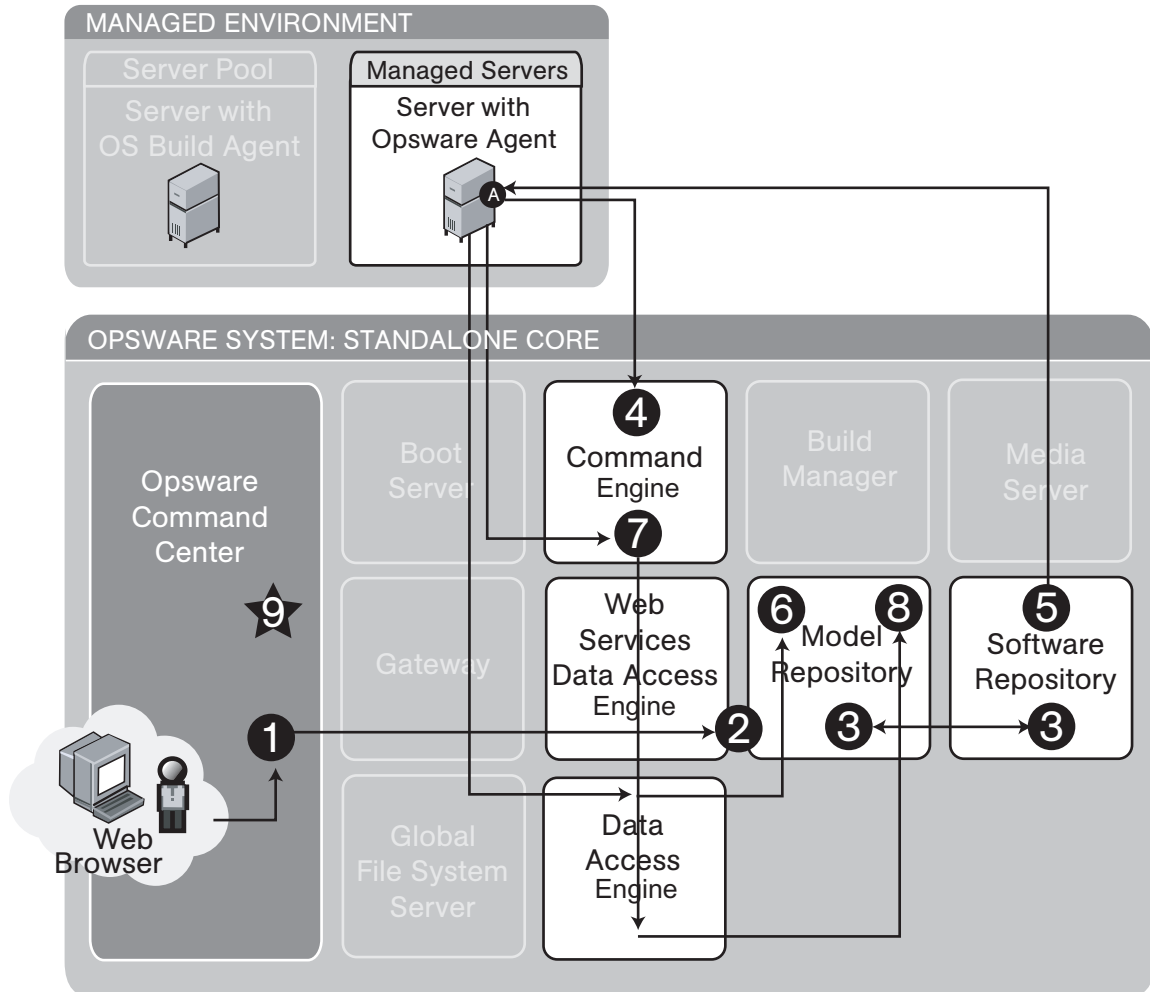 MANAGED ENVIRONMENT
Server Pool
Server with
OS Build Agent
Managed Servers
Server with
Opsware Agent
A
OPSWARE SYSTEM: STANDALONE CORE
Opsware
Command
Center
9
1
Web
Browser
Boot
Server
4
Command
Engine
7
Build
Manager
Media
Server
Gateway
Web
Services
Data Access
Engine
2
6
8
Model
Repository
3
5
Software
Repository
3
Global
File System
Server
Data
Access
Engine